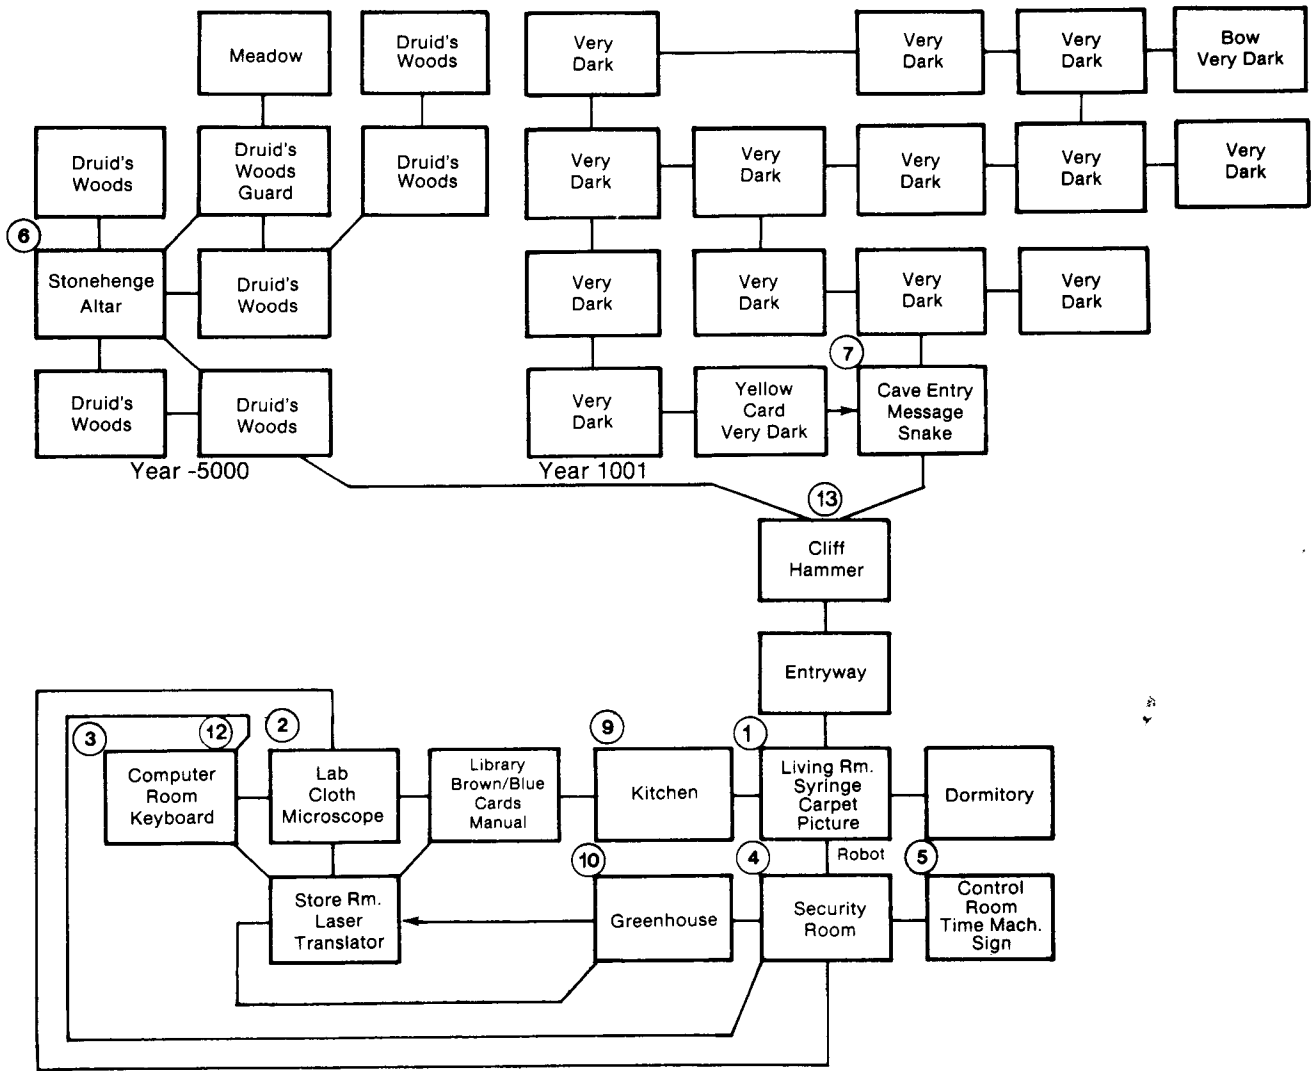 Meadow
Druid's
Woods
Very
Dark
Very
Dark
Very
Dark
Bow
Very Dark
Druid's
Woods
Druid's
Woods
Guard
Druid's
Woods
Very
Dark
Very
Dark
Very
Dark
Very
Dark
Very
Dark
6
Stonehenge
Altar
Druid's
Woods
Very
Dark
Very
Dark
Very
Dark
Very
Dark
7
Druid's
Woods
Druid's
Woods
Very
Dark
Yellow
Card
Very Dark
Cave Entry
Message
Snake
Year -5000
Year 1001
13
Cliff
Hammer
Entryway
3
12
2
9
1
Computer
Room
Keyboard
Lab
Cloth
Microscope
Library
Brown/Blue
Cards
Manual
Kitchen
Living Rm.
Syringe
Carpet
Picture
Dormitory
Robot
10
4
5
Store Rm.
Laser
Translator
Greenhouse
Security
Room
Control
Room
Time Mach.
Sign